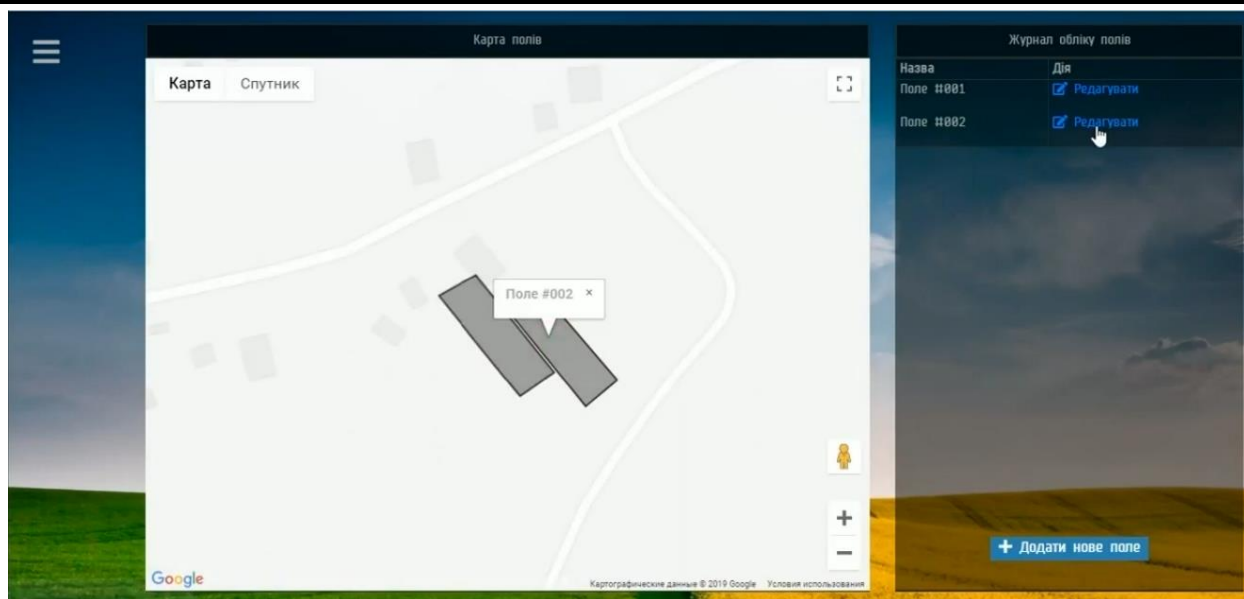 Карта полів
Карта Спутник
Поле #002 ×
Google
Картографические данные © 2019 Google Условия использования
Журнал обліку полів
Назва Дія
Поле #001 Редагувати
Поле #002 Редагувати
+ Додати нове поле